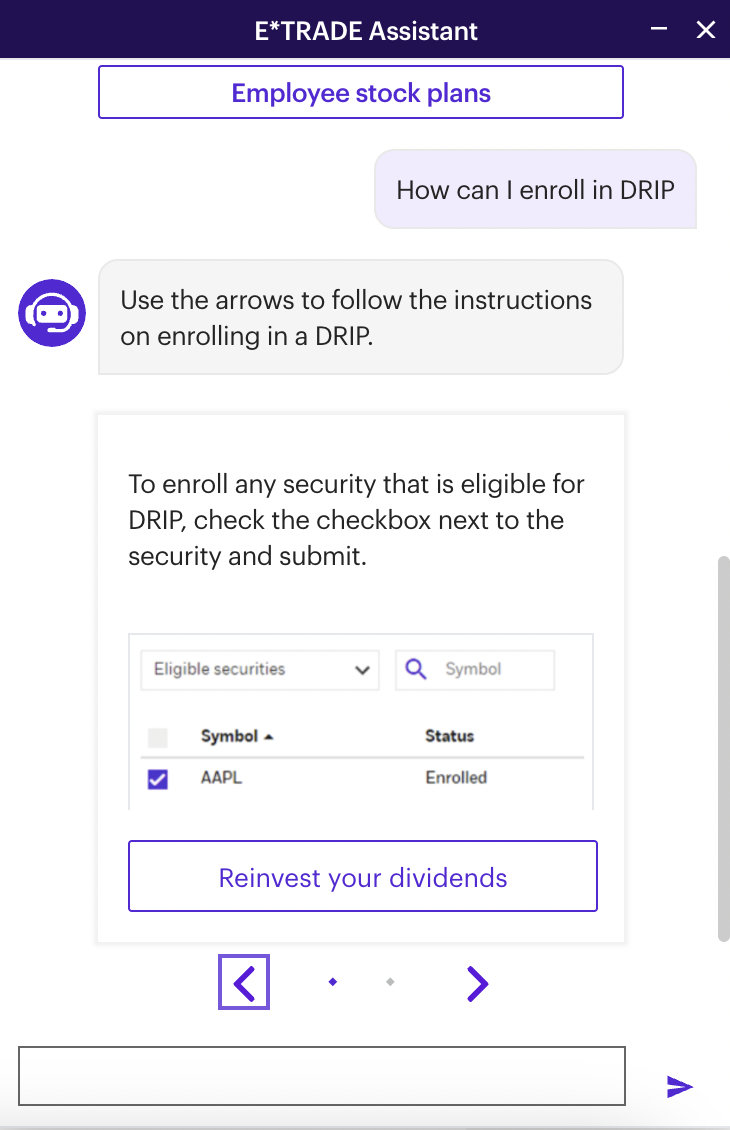 E*TRADE Assistant
Employee stock plans
How can I enroll in DRIP
Use the arrows to follow the instructions
on enrolling in a DRIP.
To enroll any security that is eligible for
DRIP, check the checkbox next to the
security and submit.
Eligible securities
Symbol
Symbol Status
AAPL Enrolled
Reinvest your dividends